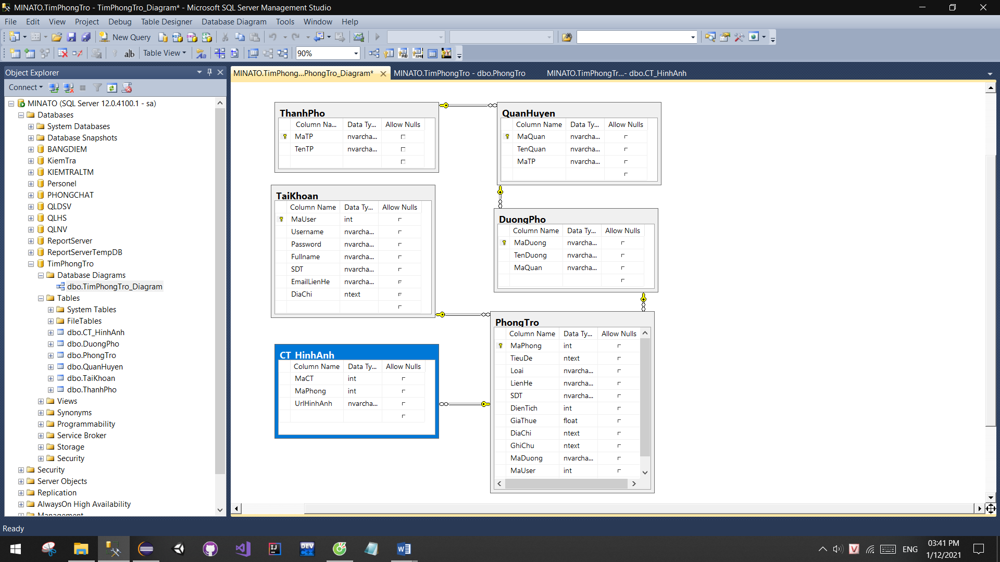 MINATO.TimPhongTro - TimPhongTro_Diagram* - Microsoft SQL Server Management Studio
File Edit View Project Debug Table Designer Database Diagram Tools Window Help
New Query
Table View 90%
Object Explorer
Connect
MINATO (SQL Server 12.0.4100.1 - sa)
Databases
System Databases
Database Snapshots
BANGDIEM
KiemTra
KIEMTRALTM
Personel
PHONGCHAT
QLDSV
QLHS
QLNV
ReportServer
ReportServerTempDB
TimPhongTro
Database Diagrams
dbo.TimPhongTro_Diagram
Tables
System Tables
FileTables
dbo.CT_HinhAnh
dbo.DuongPho
dbo.PhongTro
dbo.QuanHuyen
dbo.TaiKhoan
dbo.ThanhPho
Views
Synonyms
Programmability
Service Broker
Storage
Security
Security
Server Objects
Replication
AlwaysOn High Availability
Management
MINATO.TimPhong...PhongTro_Diagram* MINATO.TimPhongTro - dbo.PhongTro MINATO.TimPhongTr...- dbo.CT_HinhAnh
ThanhPho
Column Na... Data Ty... Allow Nulls
MaTP nvarcha...
TenTP nvarcha...
QuanHuyen
Column Name Data Ty... Allow Nulls
MaQuan nvarcha...
TenQuan nvarcha...
MaTP nvarcha...
TaiKhoan
Column Name Data Ty... Allow Nulls
MaUser int
Username nvarcha...
Password nvarcha...
Fullname nvarcha...
SDT nvarcha...
EmailLienHe nvarcha...
DiaChi ntext
DuongPho
Column Name Data Ty... Allow Nulls
MaDuong nvarcha...
TenDuong nvarcha...
MaQuan nvarcha...
CT_HinhAnh
Column Name Data Ty... Allow Nulls
MaCT int
MaPhong int
UrlHinhAnh nvarcha...
PhongTro
Column Name Data Ty... Allow Nulls
MaPhong int
TieuDe ntext
Loai nvarcha...
LienHe nvarcha...
SDT nvarcha...
DienTich int
GiaThue float
DiaChi ntext
GhiChu ntext
MaDuong nvarcha...
MaUser int
Ready
ENG
03:41 PM
1/12/2021